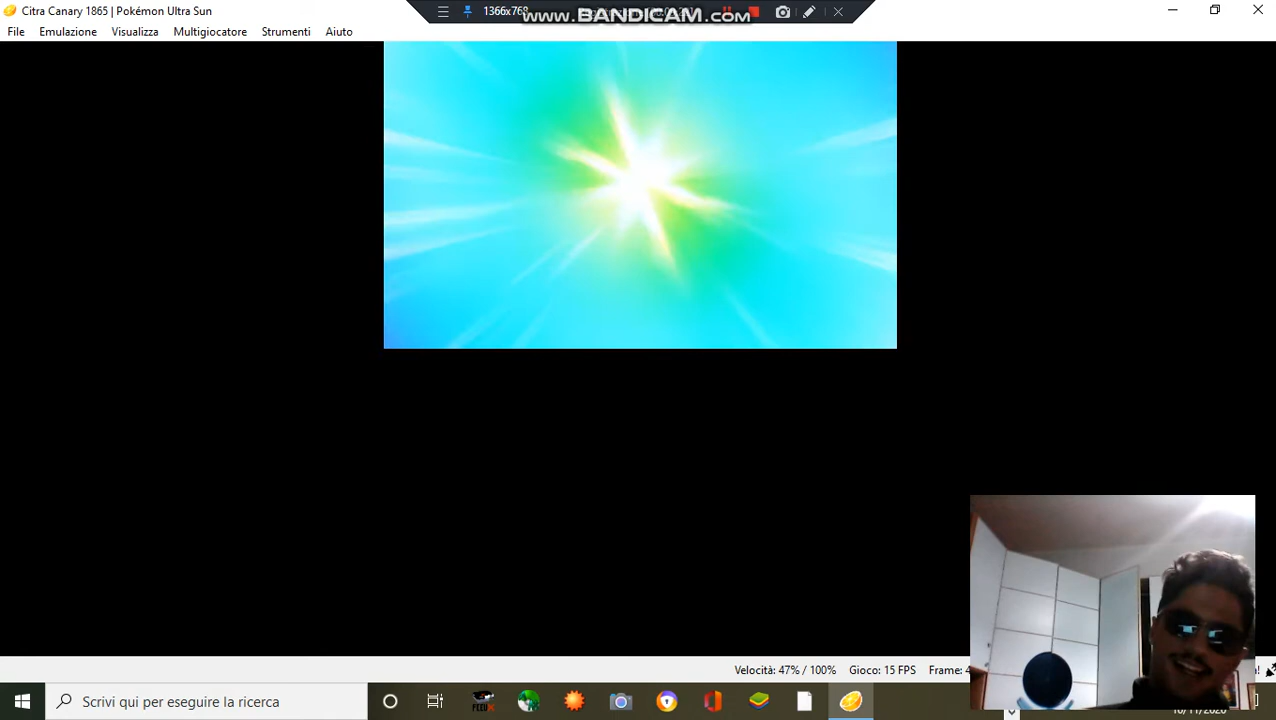 Citra Canary 1865 | Pokémon Ultra Sun
1366x768
www.BANDICAM.com
File Emulazione Visualizza Multigiocatore Strumenti Aiuto
Velocità: 47% / 100% Gioco: 15 FPS Frame:
Scrivi qui per eseguire la ricerca